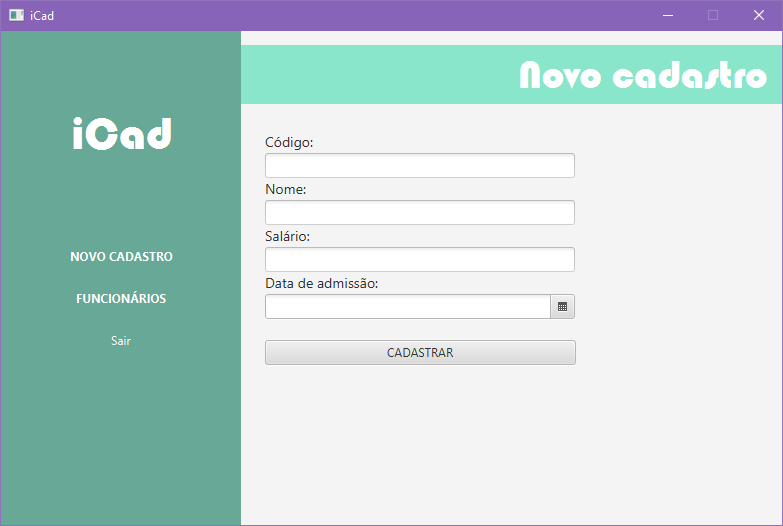 iCad
iCad
NOVO CADASTRO
FUNCIONÁRIOS
Sair
Novo cadastro
Código:
Nome:
Salário:
Data de admissão:
CADASTRAR